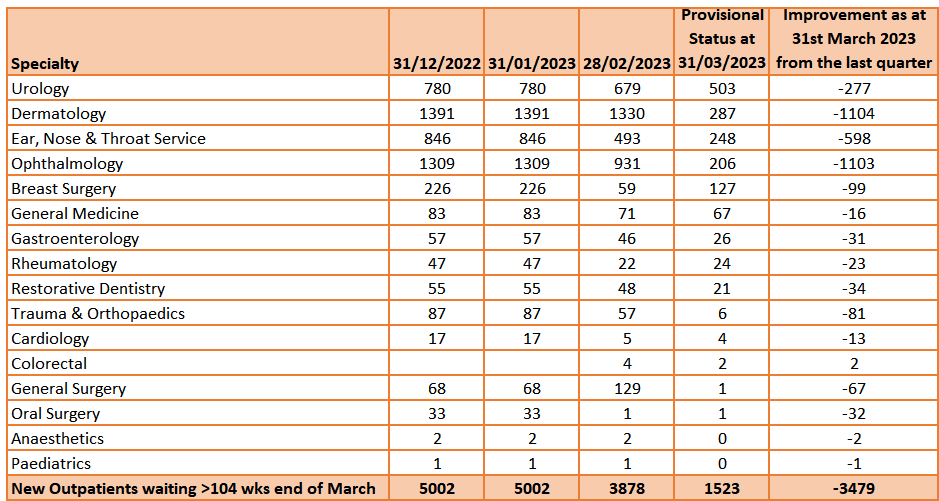 Specialty 31/12/2022 31/01/2023 28/02/2023 Provisional Status at 31/03/2023 Improvement as at 31st March 2023 from the last quarter
Urology 780 780 679 503 -277
Dermatology 1391 1391 1330 287 -1104
Ear, Nose & Throat Service 846 846 493 248 -598
Ophthalmology 1309 1309 931 206 -1103
Breast Surgery 226 226 59 127 -99
General Medicine 83 83 71 67 -16
Gastroenterology 57 57 46 26 -31
Rheumatology 47 47 22 24 -23
Restorative Dentistry 55 55 48 21 -34
Trauma & Orthopaedics 87 87 57 6 -81
Cardiology 17 17 5 4 -13
Colorectal 4 2 2
General Surgery 68 68 129 1 -67
Oral Surgery 33 33 1 1 -32
Anaesthetics 2 2 2 0 -2
Paediatrics 1 1 1 0 -1
New Outpatients waiting >104 wks end of March 5002 5002 3878 1523 -3479